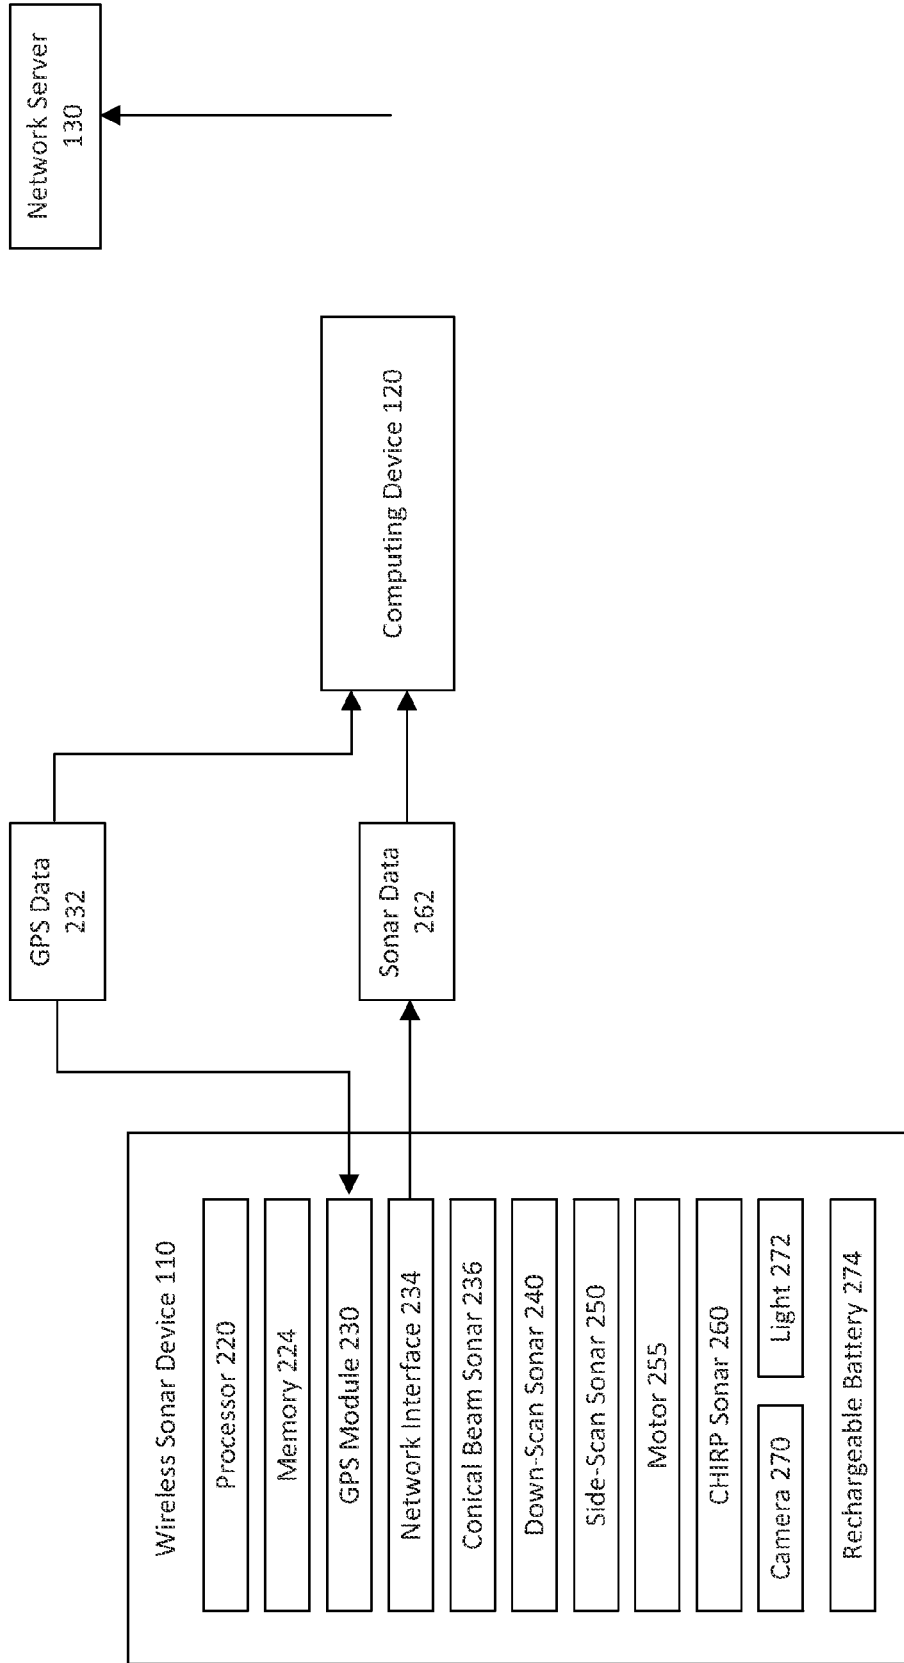 Wireless Sonar Device 110
Processor 220
Memory 224
GPS Module 230
Network Interface 234
Conical Beam Sonar 236
Down-Scan Sonar 240
Side-Scan Sonar 250
Motor 255
CHIRP Sonar 260
Camera 270
Light 272
Rechargeable Battery 274
GPS Data
232
Sonar Data
262
Computing Device 120
Network Server
130